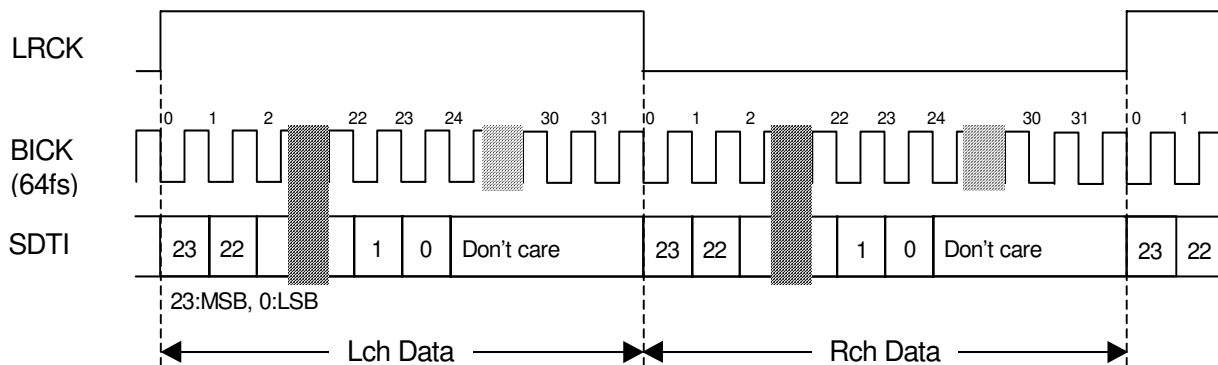 LRCK
0 1 2 22 23 24 30 31 0 1 2 22 23 24 30 31 0 1
BICK
(64fs)
SDTI 23 22 1 0 Don't care 23 22 1 0 Don't care 23 22
23:MSB, 0:LSB
Lch Data Rch Data